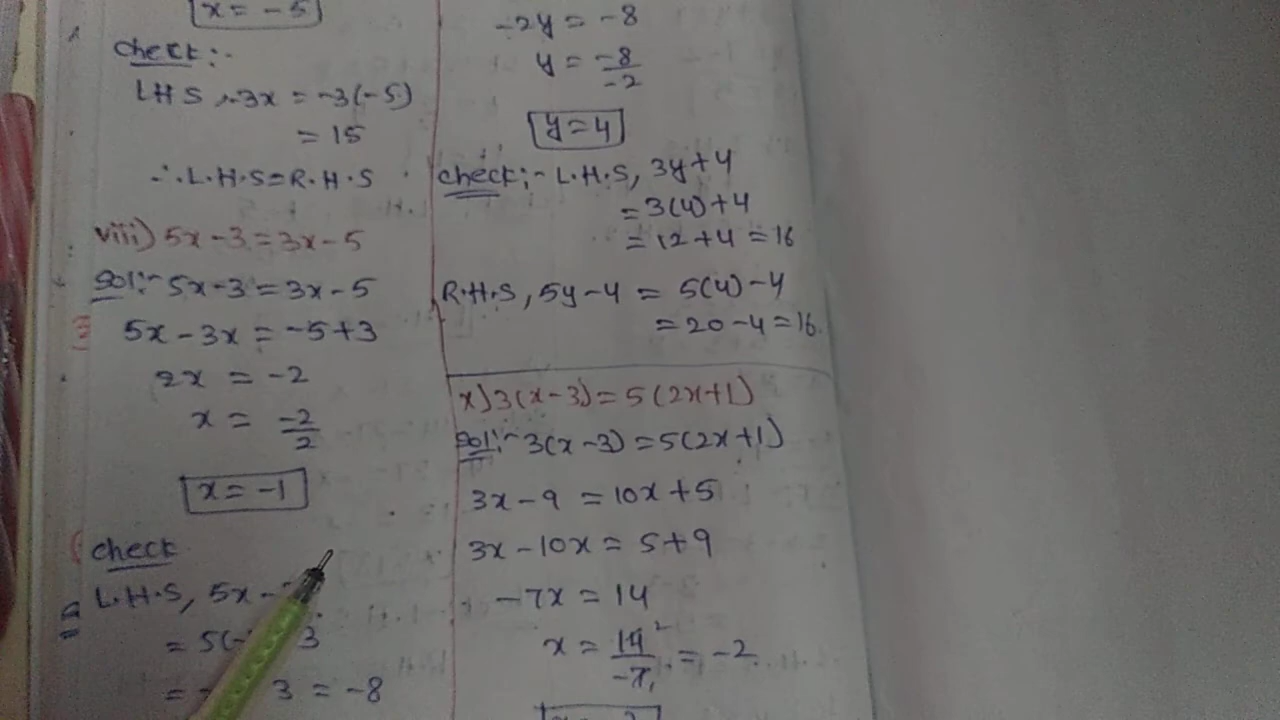 x = -5
Check:-
LHS, -3x = -3(-5)
= 15
∴ L.H.S = R.H.S
viii) 5x-3 = 3x-5
Sol:- 5x-3 = 3x-5
5x - 3x = -5+3
2x = -2
x = -2/2
x = -1
check
L.H.S, 5x -
= 5(- 3
= - 3 = -8
-2y = -8
y = -8/-2
y = 4
check:- L.H.S, 3y+4
= 3(4)+4
= 12+4 = 16
R.H.S, 5y-4 = 5(4)-4
= 20-4 = 16.
x) 3(x-3) = 5(2x+1)
Sol:- 3(x-3) = 5(2x+1)
3x-9 = 10x+5
3x-10x = 5+9
-7x = 14
x = 14 2/-7 1 = -2